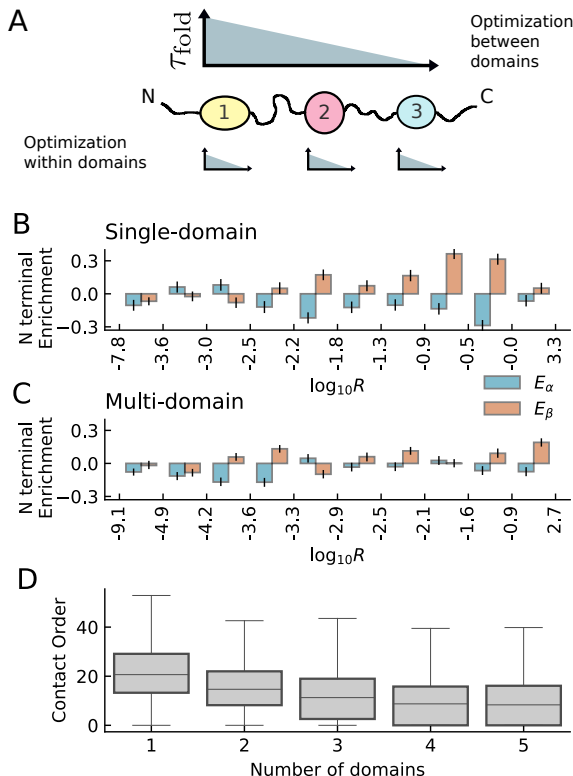 A
τfold
Optimization
between
domains
N
1
2
3
C
Optimization
within domains
B
Single-domain
N terminal
Enrichment
0.3
0.0
−0.3
-7.8
-3.6
-3.0
-2.5
-2.2
-1.8
-1.3
-0.9
-0.5
-0.0
3.3
log10R
Eα
Eβ
C
Multi-domain
N terminal
Enrichment
0.3
0.0
−0.3
-9.1
-4.9
-4.2
-3.6
-3.3
-2.9
-2.5
-2.1
-1.6
-0.9
2.7
log10R
D
Contact Order
40
20
0
1
2
3
4
5
Number of domains